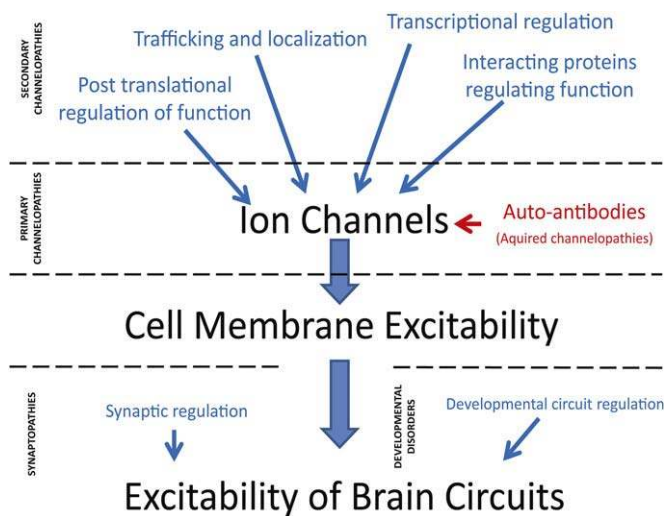 SECONDARY
CHANNELOPATHIES
Trafficking and localization
Transcriptional regulation
Post translational
regulation of function
Interacting proteins
regulating function
PRIMARY
CHANNELOPATHIES
Ion Channels
Auto-antibodies
(Aquired channelopathies)
Cell Membrane Excitability
SYNAPTOPATHIES
Synaptic regulation
DEVELOPMENTAL
DISORDERS
Developmental circuit regulation
Excitability of Brain Circuits